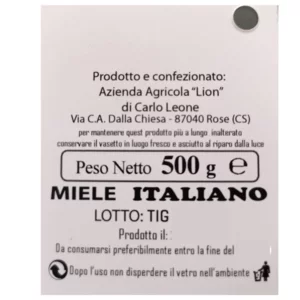 Prodotto e confezionato:
Azienda Agricola "Lion"
di Carlo Leone
Via C.A. Dalla Chiesa - 87040 Rose (CS)
per mantenere quest prodotto più a lungo inalterato
conservare il vasetto in luogo fresco e asciutto al riparo dalla luce
Peso Netto 500 g ℮
MIELE ITALIANO
LOTTO: TIG
Prodotto il:
Da consumarsi preferibilmente entro la fine del
Dopo l'uso non disperdere il vetro nell'ambiente